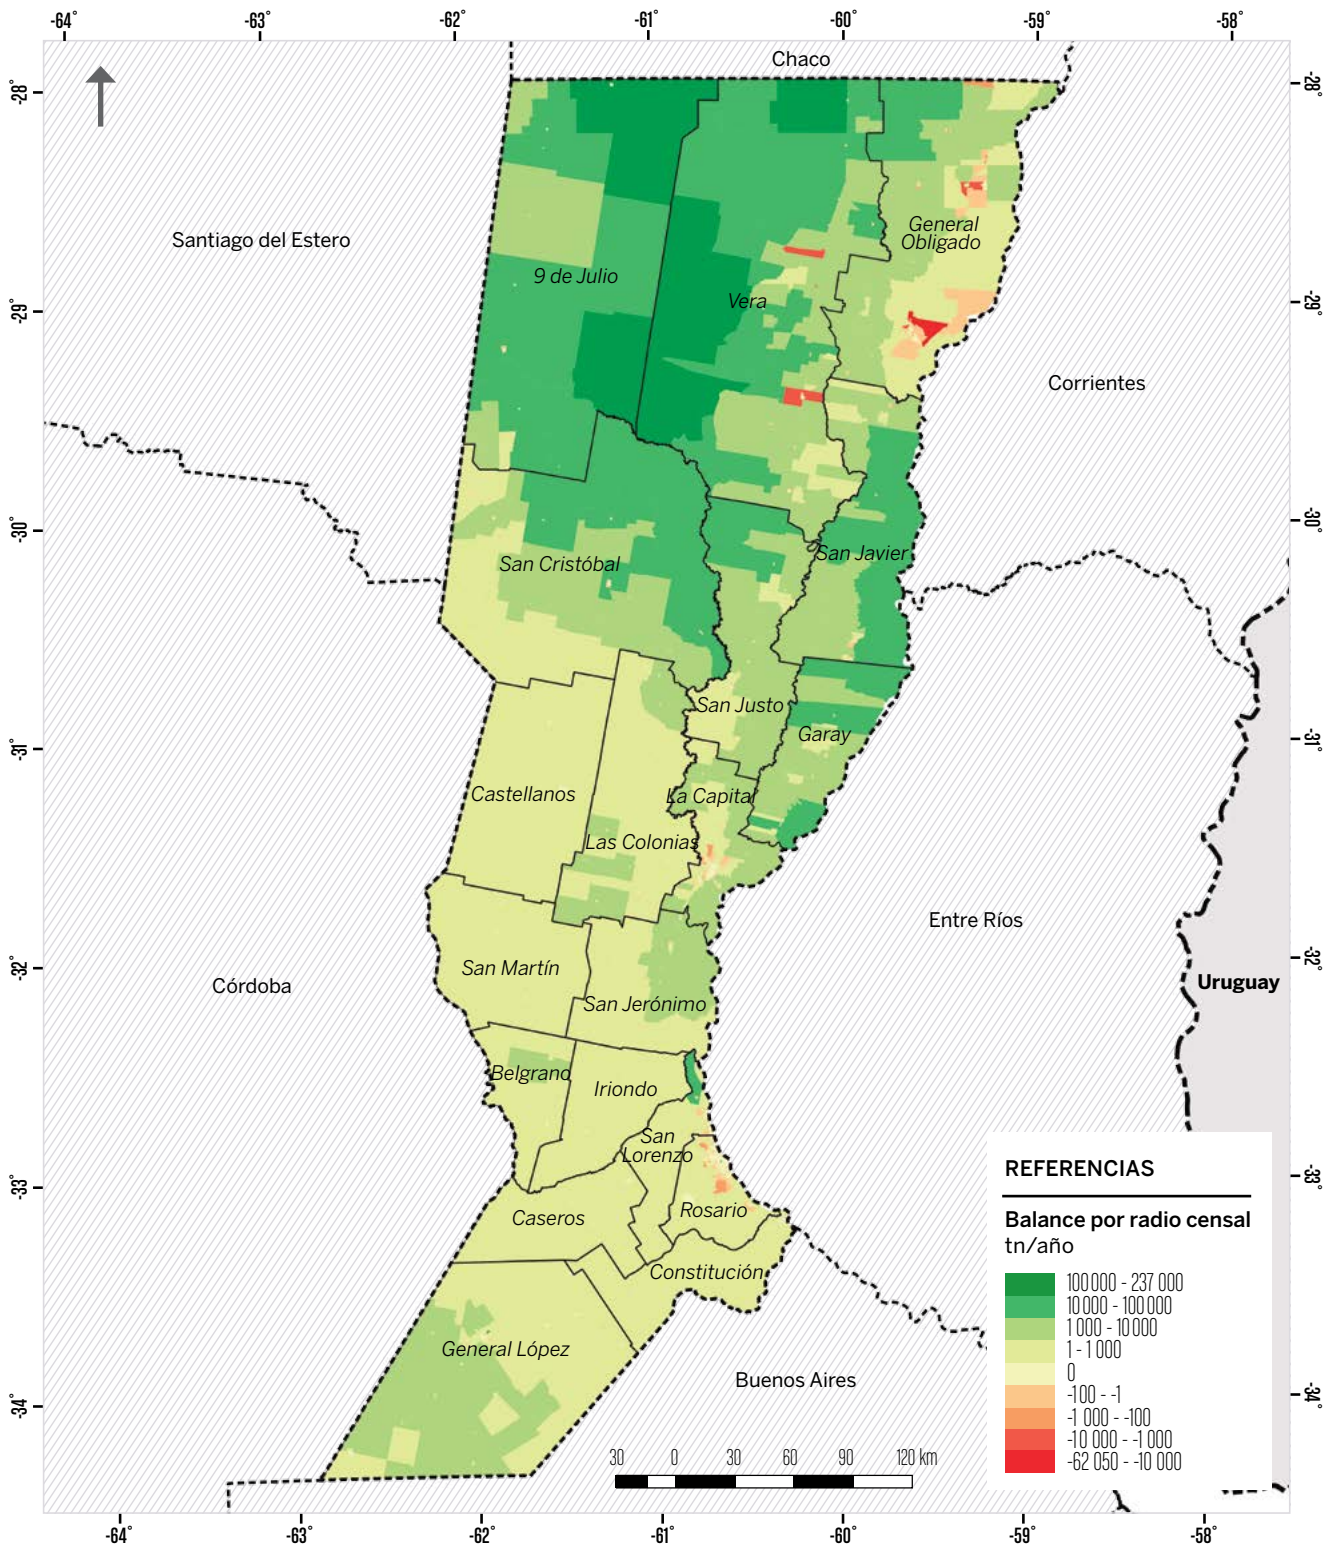 -64° -63° -62° -61° -60° -59° -58°
Chaco
-28° -28°
General
Obligado
Santiago del Estero
9 de Julio
Vera
-29° -29°
Corrientes
-30° -30°
San Javier
San Cristóbal
San Justo
Garay
-31° -31°
Castellanos
La Capital
Las Colonias
Entre Ríos
-32° -32°
San Martín
Córdoba
Uruguay
San Jerónimo
Belgrano
Iriondo
San
Lorenzo
-33° -33°
Caseros
Rosario
Constitución
General López
Buenos Aires
-34° -34°
REFERENCIAS
Balance por radio censal
tn/año
100 000 - 237 000
10 000 - 100 000
1 000 - 10 000
1 - 1 000
0
-100 - -1
-1 000 - -100
-10 000 - -1 000
-62 050 - -10 000
30 0 30 60 90 120 km
-64° -63° -62° -61° -60° -59° -58°